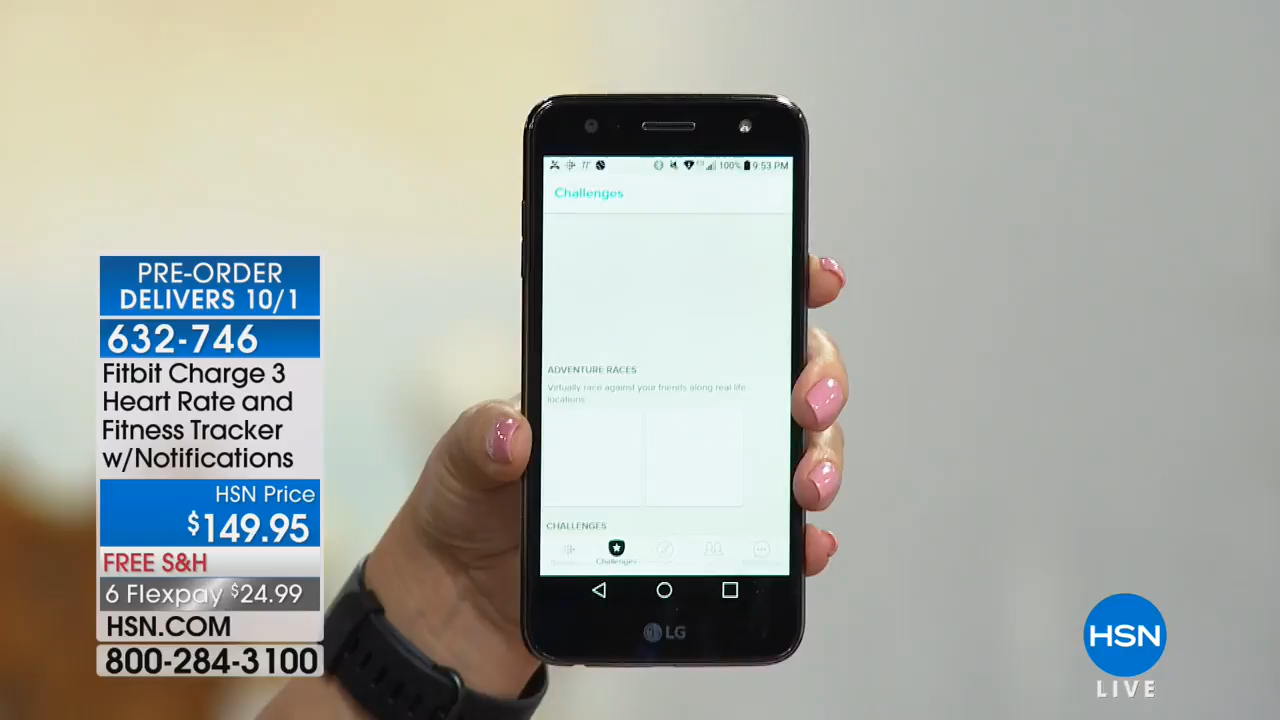 PRE-ORDER
DELIVERS 10/1
632-746
Fitbit Charge 3
Heart Rate and
Fitness Tracker
w/Notifications
HSN Price
$149.95
FREE S&H
6 Flexpay $24.99
HSN.COM
800-284-3100
100% 9:53 PM
Challenges
ADVENTURE RACES
Virtually race against your friends along real life
locations
CHALLENGES
Challenges
LG
HSN
LIVE